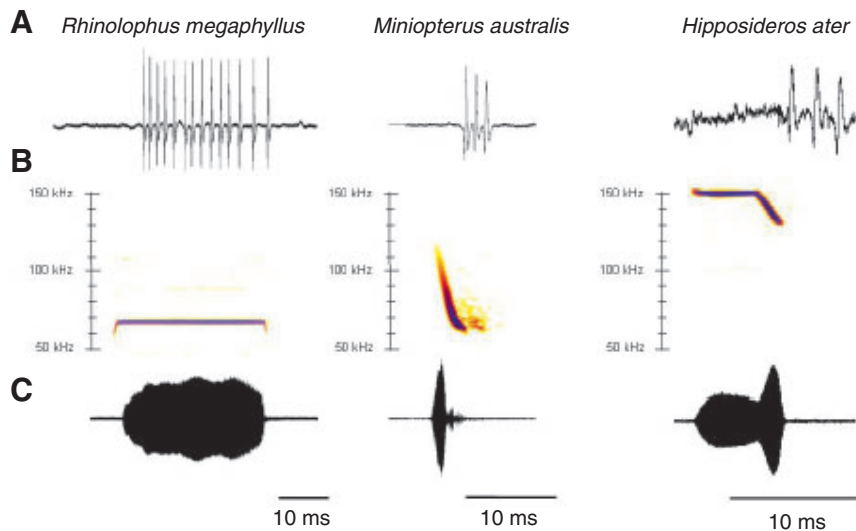 A Rhinolophus megaphyllus Miniopterus australis Hipposideros ater
B
150 kHz 150 kHz 150 kHz
100 kHz 100 kHz 100 kHz
50 kHz 50 kHz 50 kHz
C
10 ms 10 ms 10 ms